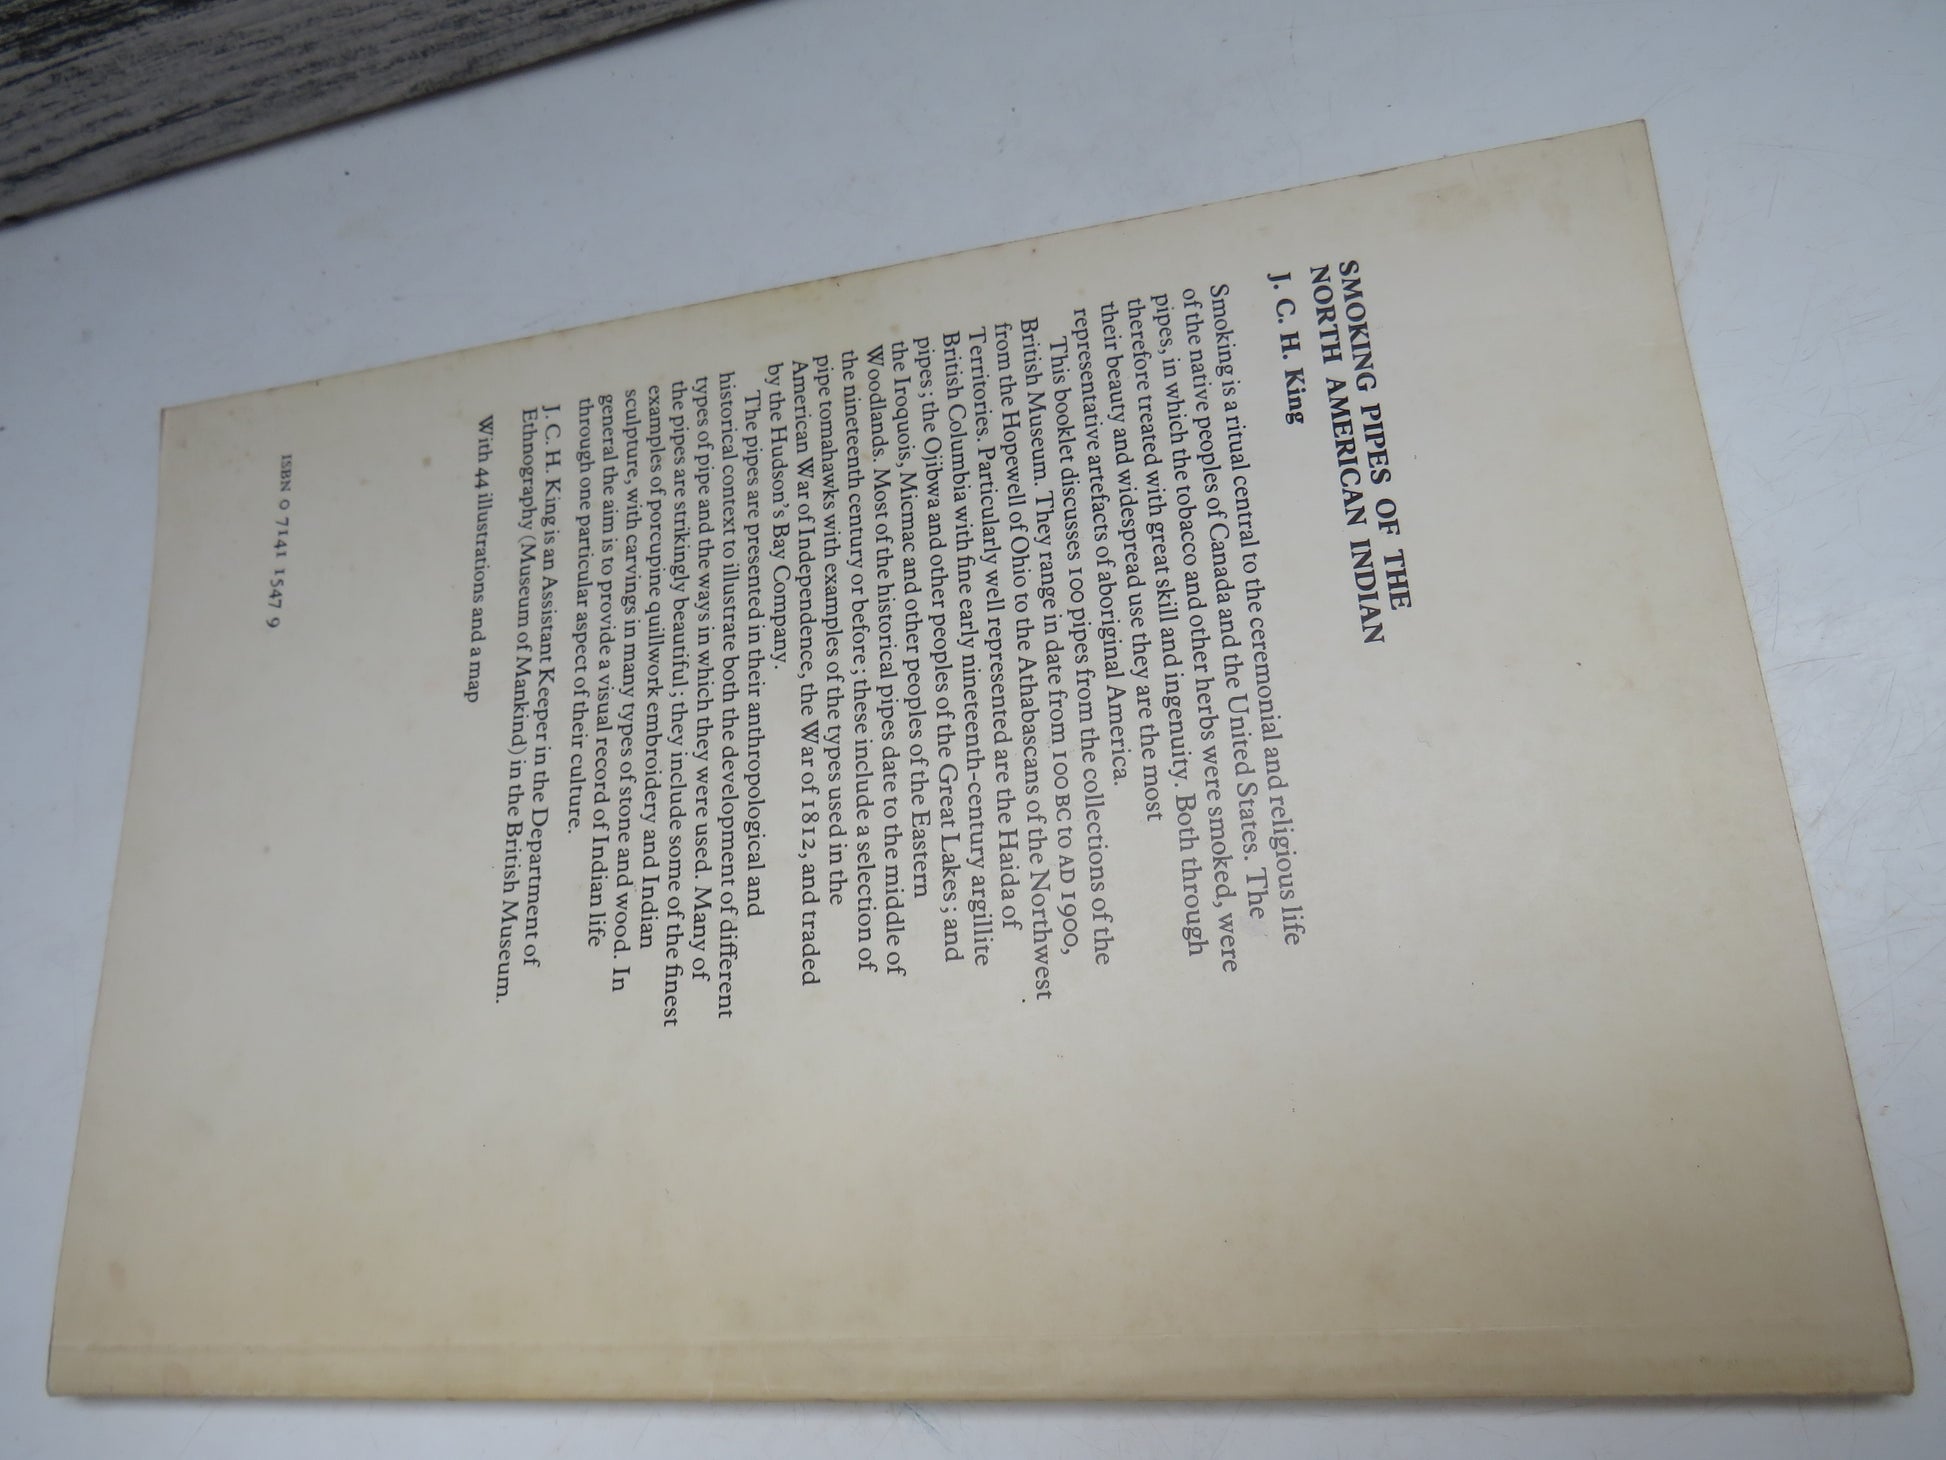 SMOKING PIPES OF THE
NORTH AMERICAN INDIAN
J. C. H. King
Smoking is a ritual central to the ceremonial and religious life
of the native peoples of Canada and the United States. The
pipes, in which the tobacco and other herbs were smoked, were
therefore treated with great skill and ingenuity. Both through
their beauty and widespread use they are the most
representative artefacts of aboriginal America.
This booklet discusses 100 pipes from the collections of the
British Museum. They range in date from 100 BC to AD 1900,
from the Hopewell of Ohio to the Athabascans of the Northwest
Territories. Particularly well represented are the Haida of
British Columbia with fine early nineteenth-century argillite
pipes; the Ojibwa and other peoples of the Great Lakes; and
the Iroquois, Micmac and other peoples of the Eastern
Woodlands. Most of the historical pipes date to the middle of
the nineteenth century or before; these include a selection of
pipe tomahawks with examples of the types used in the
American War of Independence, the War of 1812, and traded
by the Hudson's Bay Company.
The pipes are presented in their anthropological and
historical context to illustrate both the development of different
types of pipe and the ways in which they were used. Many of
the pipes are strikingly beautiful; they include some of the finest
examples of porcupine quillwork embroidery and Indian
sculpture, with carvings in many types of stone and wood. In
general the aim is to provide a visual record of Indian life
through one particular aspect of their culture.
J. C. H. King is an Assistant Keeper in the Department of
Ethnography (Museum of Mankind) in the British Museum.
With 44 illustrations and a map
ISBN 0 7141 1547 9